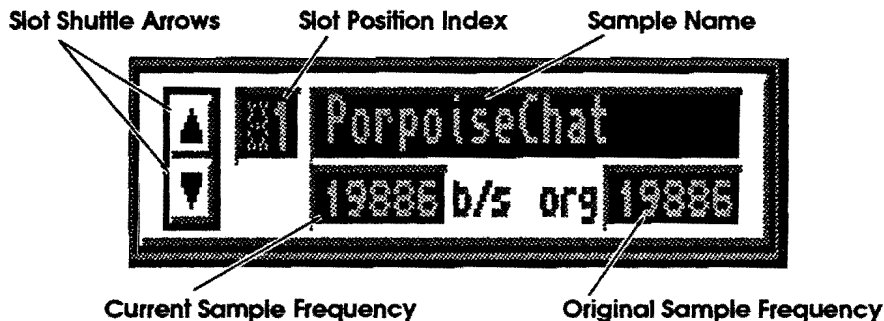 Slot Shuttle Arrows Slot Position Index Sample Name
1 PorpoiseChat
19886 b/s org 19886
Current Sample Frequency Original Sample Frequency